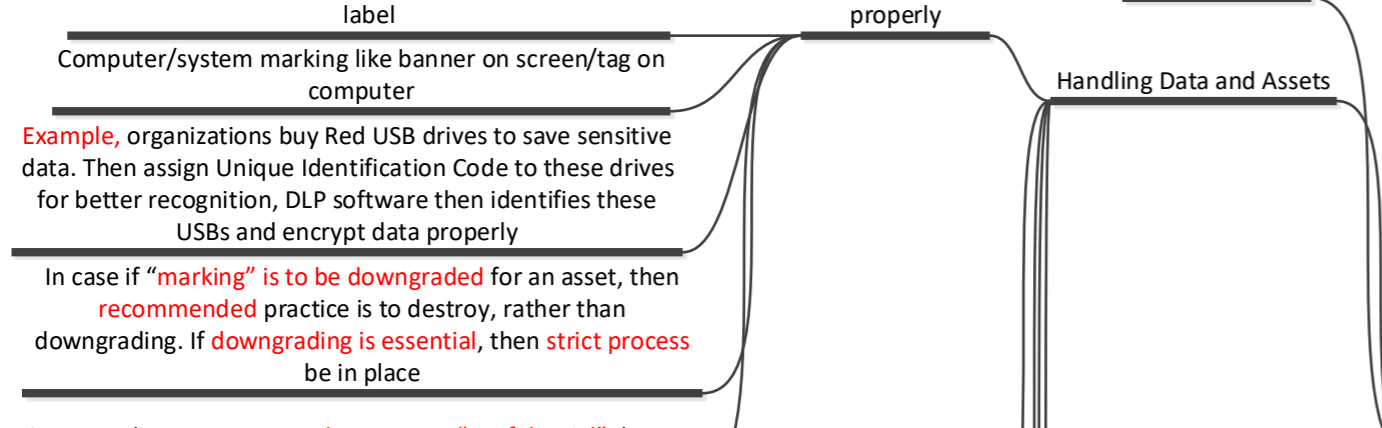 label
Computer/system marking like banner on screen/tag on
computer
Example, organizations buy Red USB drives to save sensitive
data. Then assign Unique Identification Code to these drives
for better recognition, DLP software then identifies these
USBs and encrypt data properly
In case if “marking” is to be downgraded for an asset, then
recommended practice is to destroy, rather than
downgrading. If downgrading is essential, then strict process
be in place
properly
Handling Data and Assets